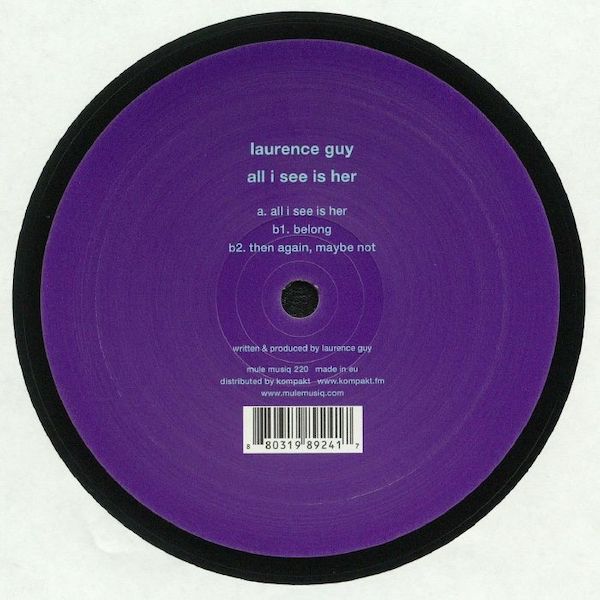 laurence guy
all i see is her
a. all i see is her
b1. belong
b2. then again, maybe not
written & produced by laurence guy
mule musiq 220 made in eu
distributed by kompakt www.kompakt.fm
www.mulemusiq.com
8 80319 89241 7